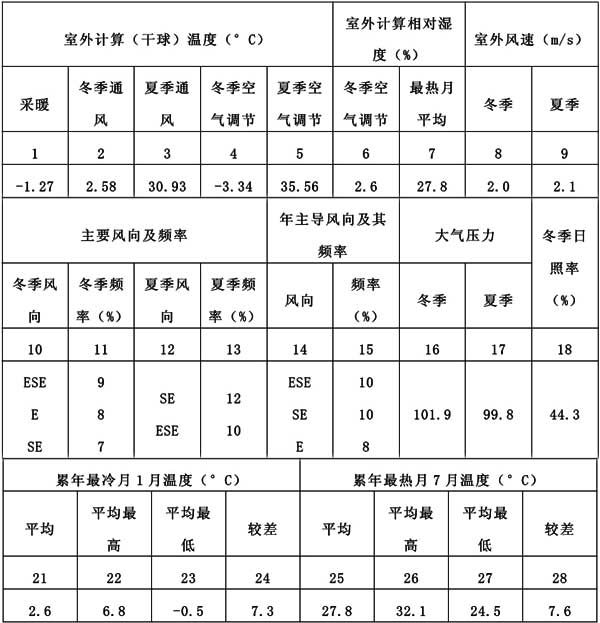 室外计算（干球）温度（°C） 室外计算相对湿度（%） 室外风速（m/s）
采暖 冬季通风 夏季通风 冬季空气调节 夏季空气调节 冬季空气调节 最热月平均 冬季 夏季
1 2 3 4 5 6 7 8 9
-1.27 2.58 30.93 -3.34 35.56 2.6 27.8 2.0 2.1
主要风向及频率 年主导风向及其频率 大气压力 冬季日照率（%）
冬季风向 冬季频率（%） 夏季风向 夏季频率（%） 风向 频率（%） 冬季 夏季
10 11 12 13 14 15 16 17 18
ESE E SE 9 8 7 SE ESE 12 10 ESE SE E 10 10 8 101.9 99.8 44.3
累年最冷月1月温度（°C） 累年最热月7月温度（°C）
平均 平均最高 平均最低 较差 平均 平均最高 平均最低 较差
21 22 23 24 25 26 27 28
2.6 6.8 -0.5 7.3 27.8 32.1 24.5 7.6